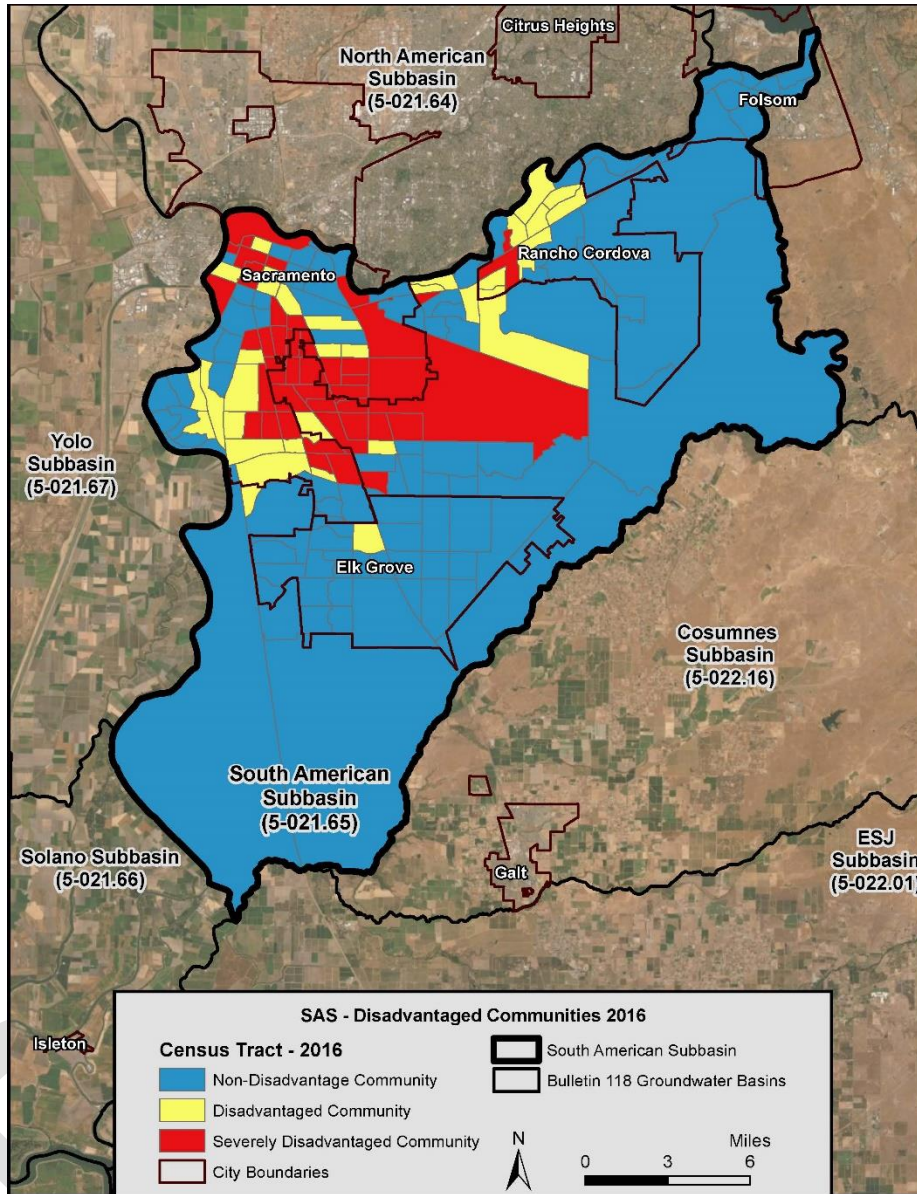 Citrus Heights
North American
Subbasin
(5-021.64)
Folsom
Rancho Cordova
Sacramento
Yolo
Subbasin
(5-021.67)
Elk Grove
Cosumnes
Subbasin
(5-022.16)
South American
Subbasin
(5-021.65)
Solano Subbasin
(5-021.66)
Galt
ESJ
Subbasin
(5-022.01)
Isleton
SAS - Disadvantaged Communities 2016
Census Tract - 2016
Non-Disadvantage Community
Disadvantaged Community
Severely Disadvantaged Community
City Boundaries
South American Subbasin
Bulletin 118 Groundwater Basins
N
Miles
0 3 6